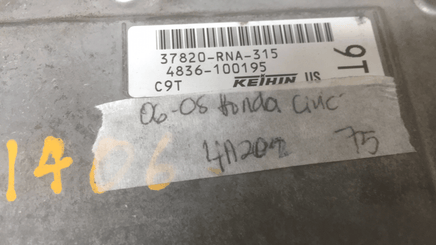 37820-RNA-315
4836-100195
C9T KEIHIN US
9T
06-08 Honda Civic
75
1406